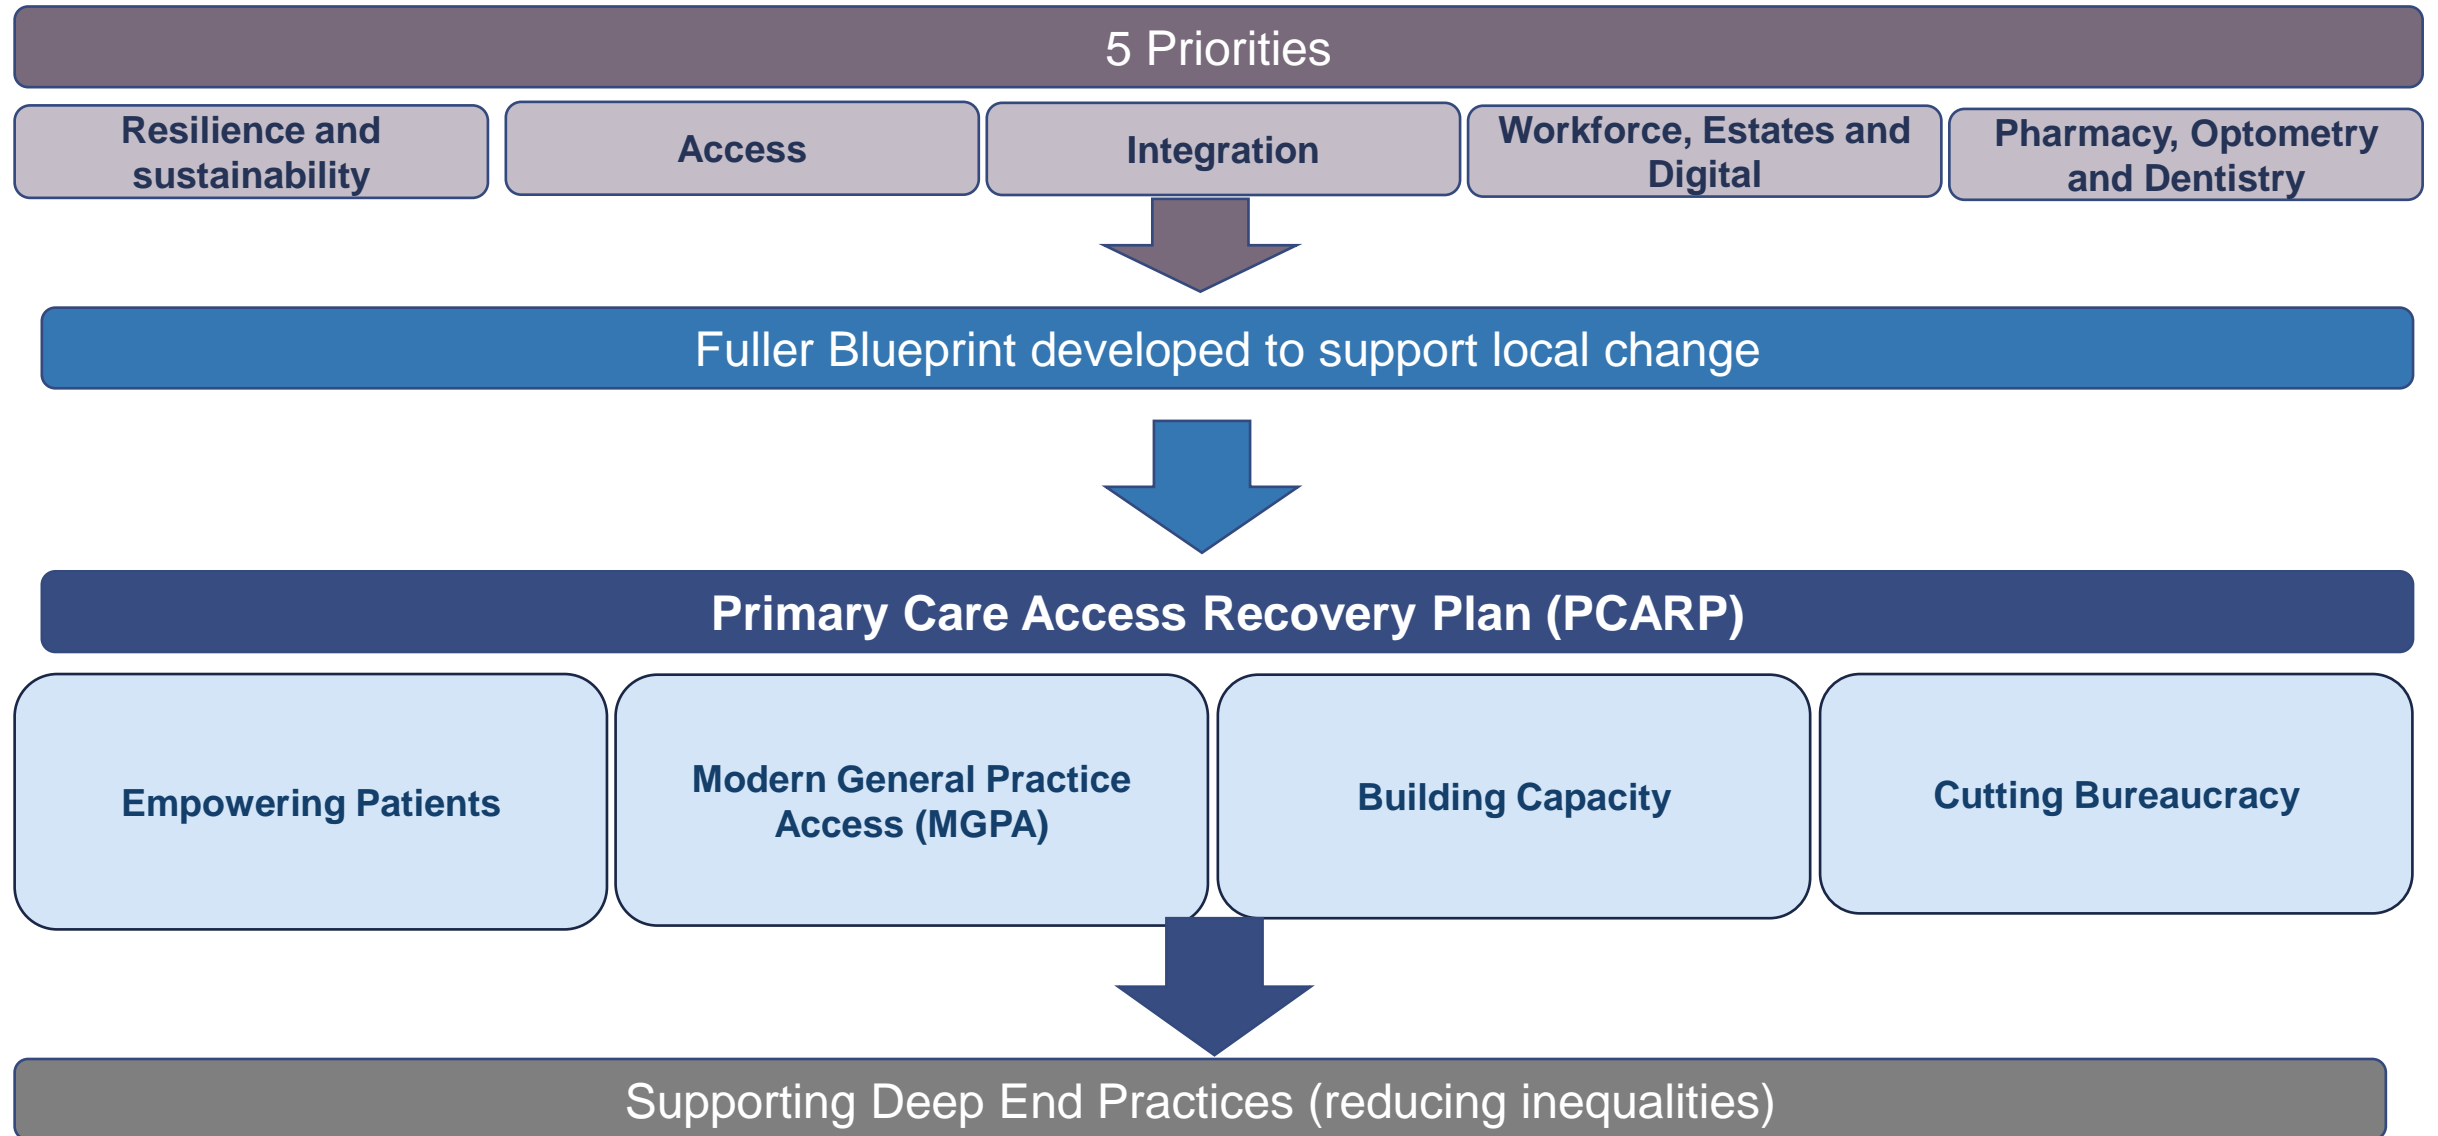 5 Priorities
Resilience and
sustainability
Access
Integration
Workforce, Estates and
Digital
Pharmacy, Optometry
and Dentistry
Fuller Blueprint developed to support local change
Primary Care Access Recovery Plan (PCARP)
Empowering Patients
Modern General Practice
Access (MGPA)
Building Capacity
Cutting Bureaucracy
Supporting Deep End Practices (reducing inequalities)